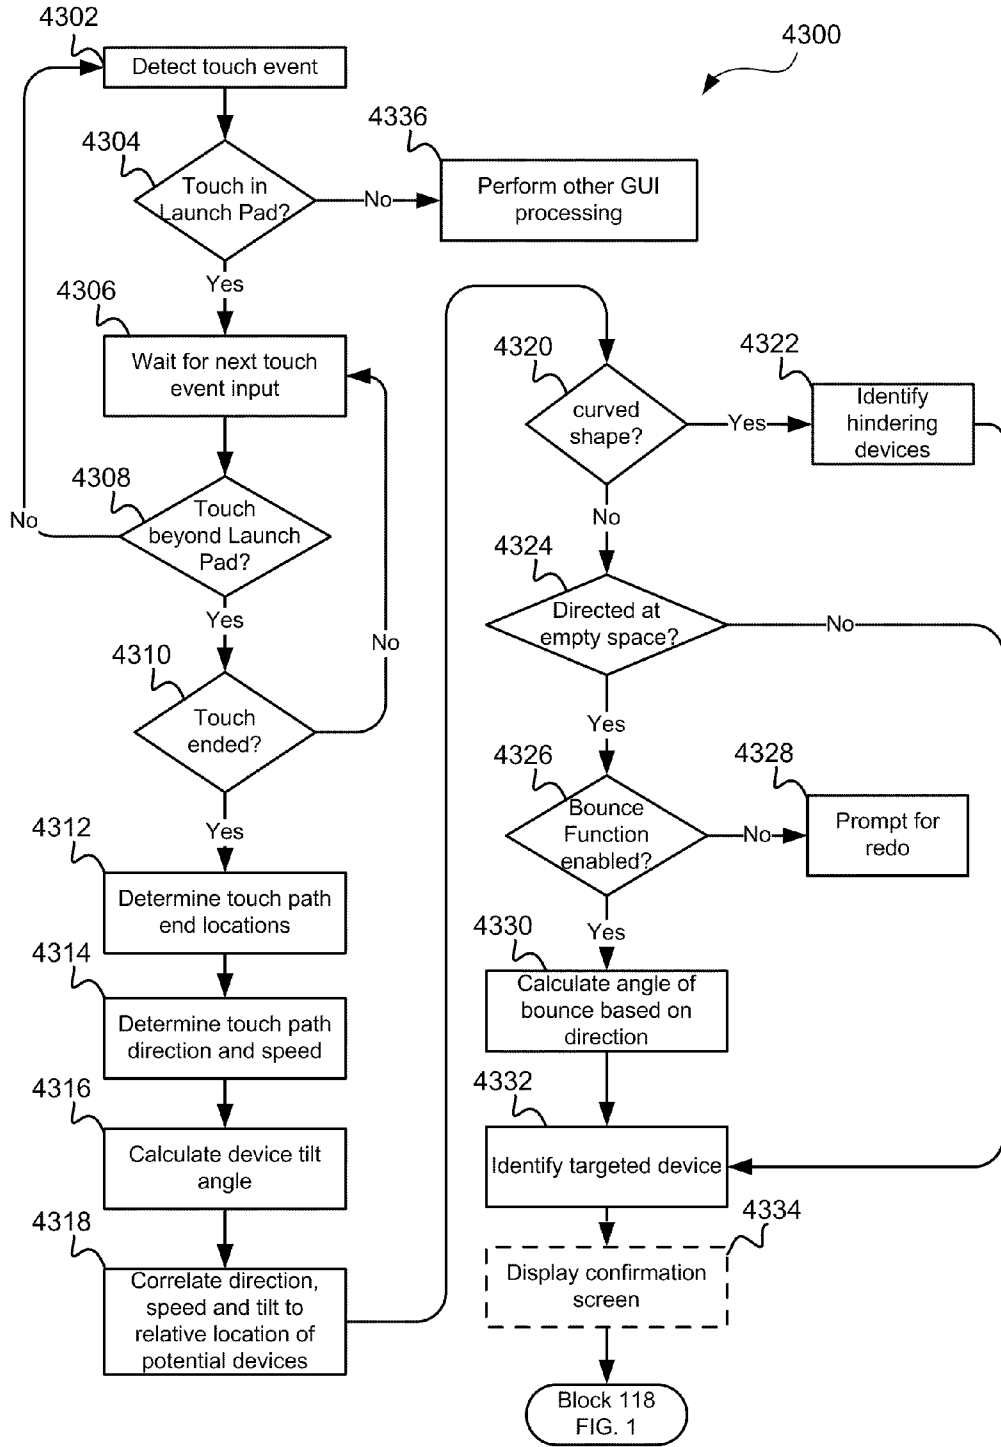 4302
Detect touch event
4300
4304
Touch in
Launch Pad?
No
4336
Perform other GUI
processing
Yes
4306
Wait for next touch
event input
4308
Touch
beyond Launch
Pad?
No
Yes
4310
Touch
ended?
No
Yes
4312
Determine touch path
end locations
4314
Determine touch path
direction and speed
4316
Calculate device tilt
angle
4318
Correlate direction,
speed and tilt to
relative location of
potential devices
4320
curved
shape?
Yes
4322
Identify
hindering
devices
No
4324
Directed at
empty space?
No
Yes
4326
Bounce
Function
enabled?
No
4328
Prompt for
redo
Yes
4330
Calculate angle of
bounce based on
direction
4332
Identify targeted device
4334
Display confirmation
screen
Block 118
FIG. 1